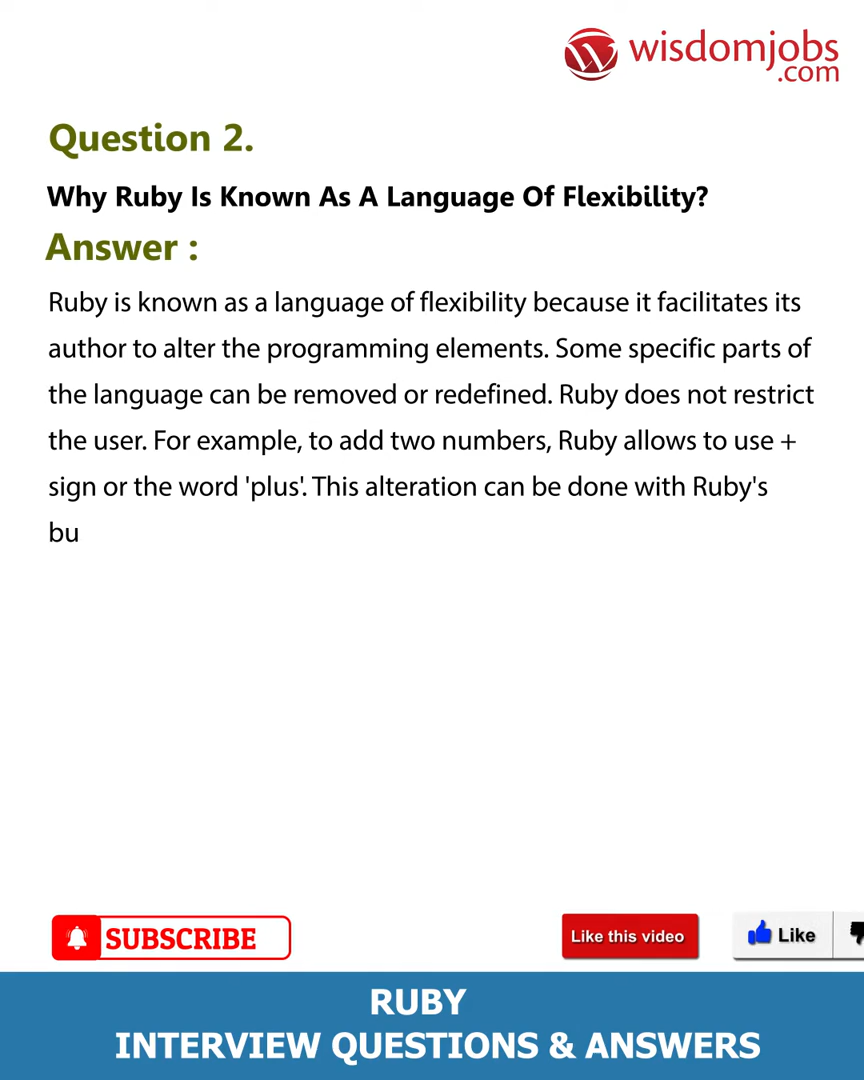 wisdomjobs
.com
Question 2.
Why Ruby Is Known As A Language Of Flexibility?
Answer :
Ruby is known as a language of flexibility because it facilitates its
author to alter the programming elements. Some specific parts of
the language can be removed or redefined. Ruby does not restrict
the user. For example, to add two numbers, Ruby allows to use +
sign or the word 'plus'. This alteration can be done with Ruby's
bu
SUBSCRIBE
Like this video
Like
RUBY
INTERVIEW QUESTIONS & ANSWERS